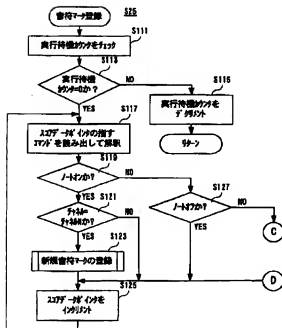 音符マーク登録
S25
S111
実行待機カウンタをチェック
S113
実行待機
カウンター0か？
NO
S115
YES
実行待機カウンタを
デクリメント
S117
リターン
スコアデータポインタの指す
コマンドを読み出して解釈
S119
ノートオンか？
NO
YES
S121
S127
チャネル=
チャネルNか？
NO
ノートオフか？
NO
YES
S123
YES
C
新規音符マークの登録
D
S125
スコアデータポインタを
インクリメント